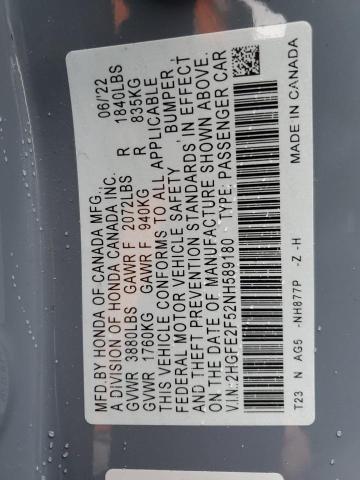 MFD.BY HONDA OF CANADA MFG., 06/'22
A DIVISION OF HONDA CANADA INC.
GVWR 3880LBS GAWR F 2072LBS R 1840LBS
GVWR 1760KG GAWR F 940KG R 835KG
THIS VEHICLE CONFORMS TO ALL APPLICABLE
FEDERAL MOTOR VEHICLE SAFETY, BUMPER,
AND THEFT PREVENTION STANDARDS IN EFFECT
ON THE DATE OF MANUFACTURE SHOWN ABOVE.
V.I.N:2HGFE2F52NH589180 TYPE: PASSENGER CAR
T23 N AG5 -NH877P -Z -H MADE IN CANADA